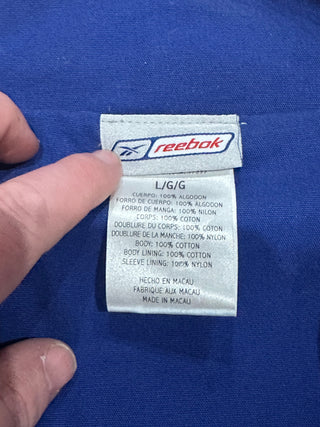 Reebok
L/G/G
CUERPO: 100% ALGODON
FORRO DE CUERPO: 100% ALGODON
FORRO DE MANGA: 100% NILON
CORPS: 100% COTON
DOUBLURE DU CORPS: 100% COTON
DOUBLURE DE LA MANCHE: 100% NYLON
BODY: 100% COTTON
BODY LINING: 100% COTTON
SLEEVE LINING: 100% NYLON
HECHO EN MACAU
FABRIQUE AUX MACAU
MADE IN MACAU